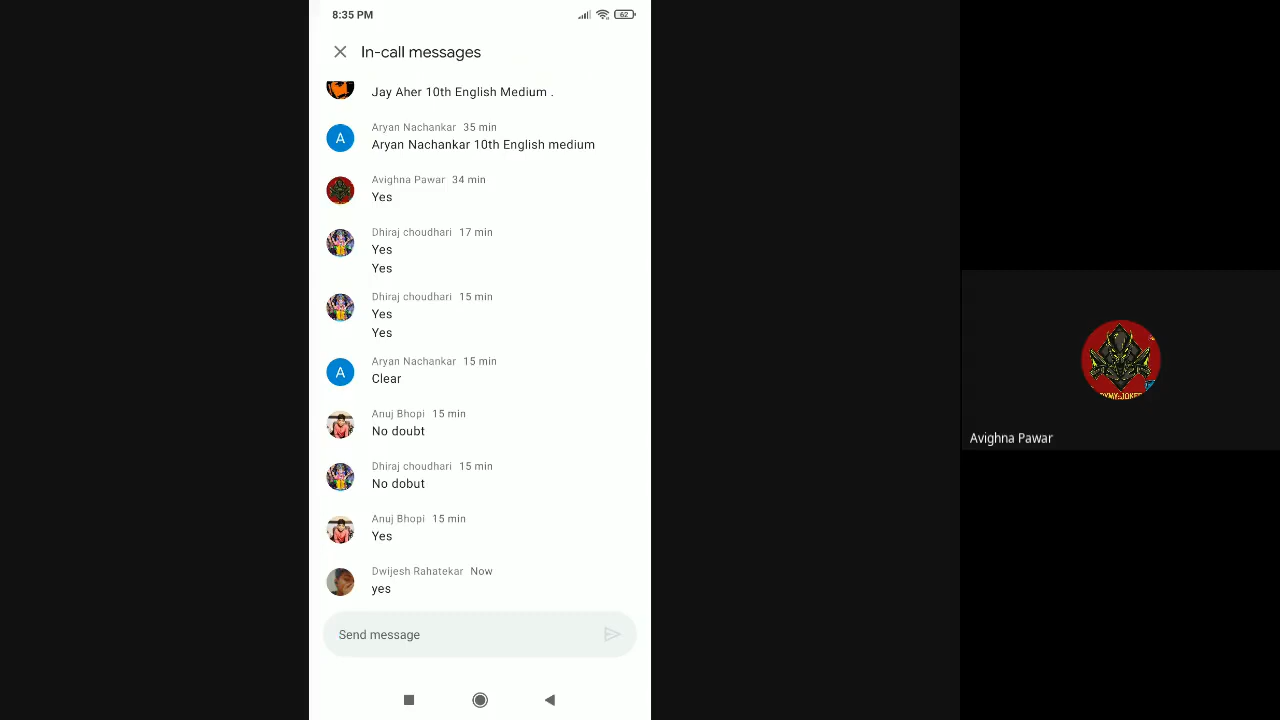 8:35 PM
62
In-call messages
Jay Aher 10th English Medium .
Aryan Nachankar 35 min
A
Aryan Nachankar 10th English medium
Avighna Pawar 34 min
Yes
Dhiraj choudhari 17 min
Yes
Yes
Dhiraj choudhari 15 min
Yes
Yes
Aryan Nachankar 15 min
A
Clear
Anuj Bhopi 15 min
No doubt
Dhiraj choudhari 15 min
No dobut
Anuj Bhopi 15 min
Yes
Dwijesh Rahatekar Now
yes
Send message
Avighna Pawar